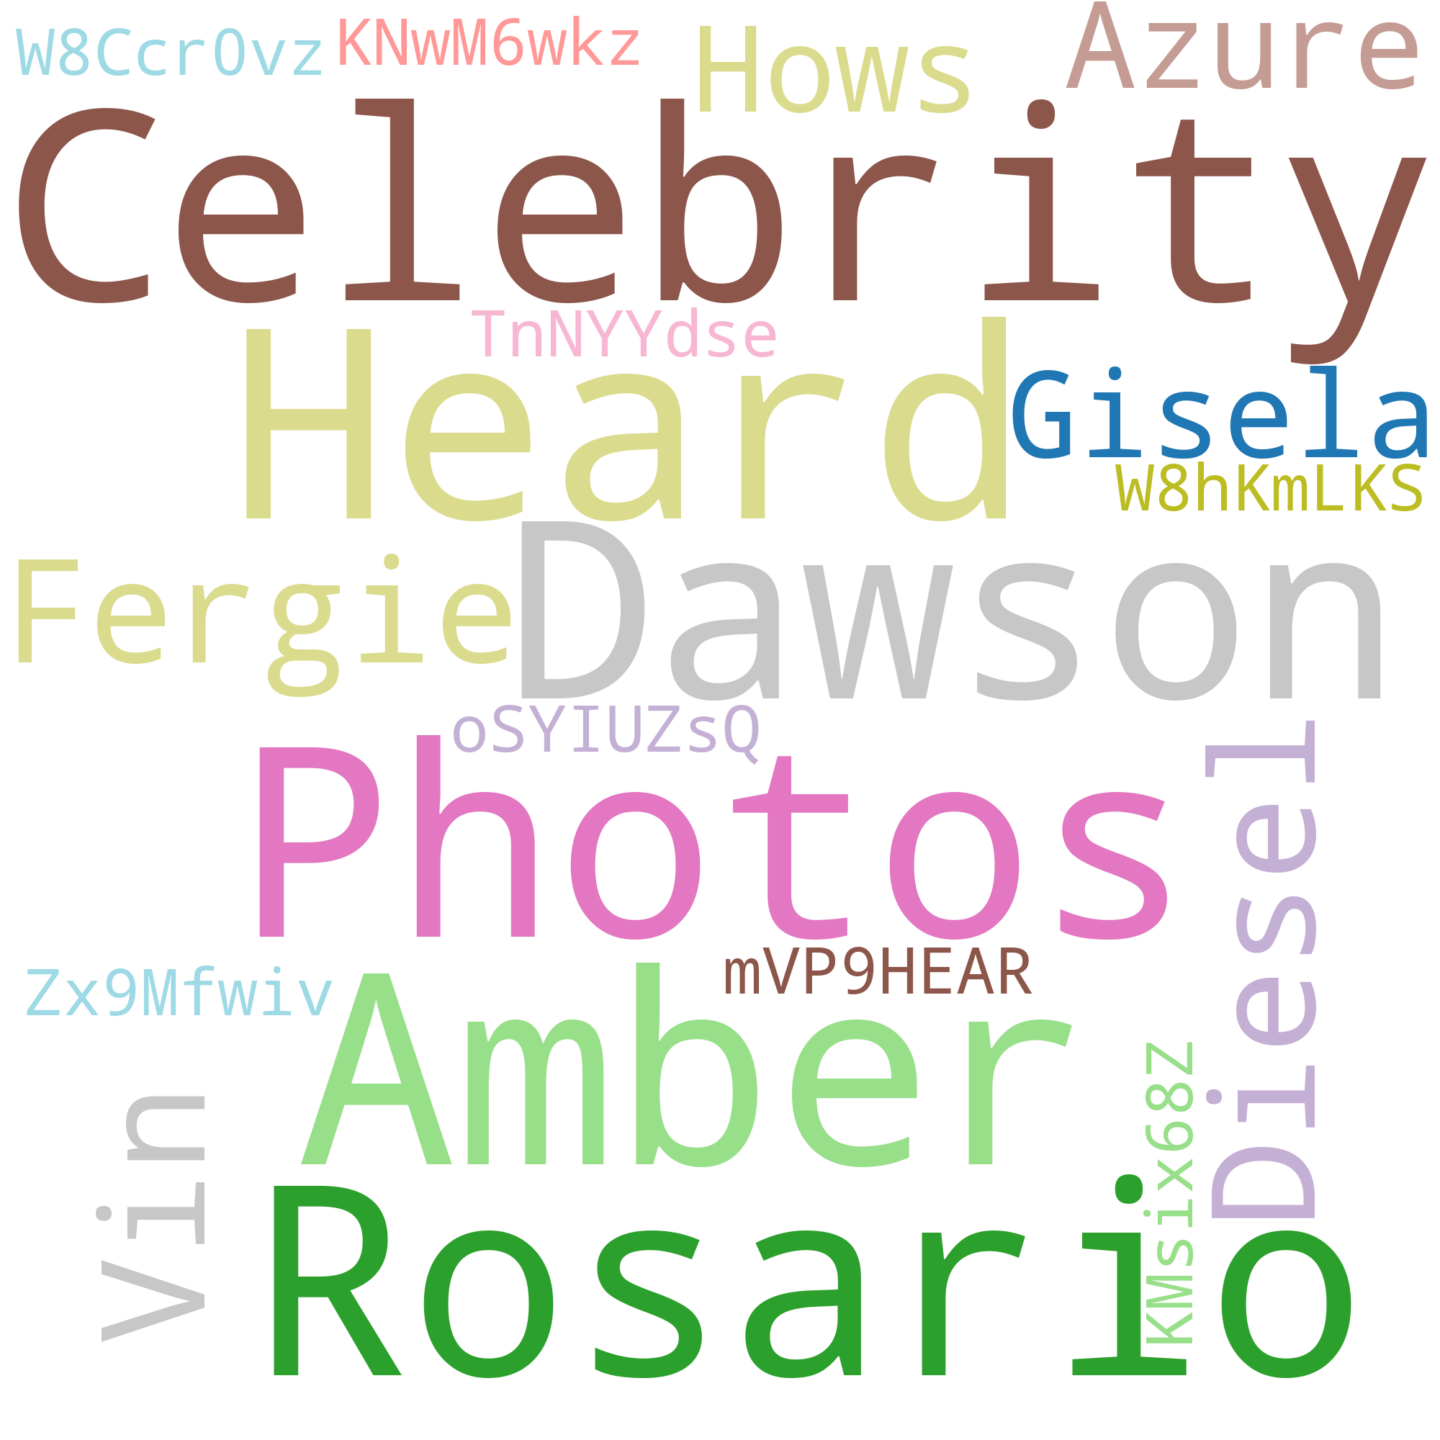 W8Ccr0vz KNwM6wkz Hows Azure
Celebrity
TnNYYdse
Heard Gisela
W8hKmLKS
Fergie Dawson
oSYIUZsQ
Photos Diesel
mVP9HEAR
Zx9Mfwiv
Amber
Vin KMsix68Z
Rosario